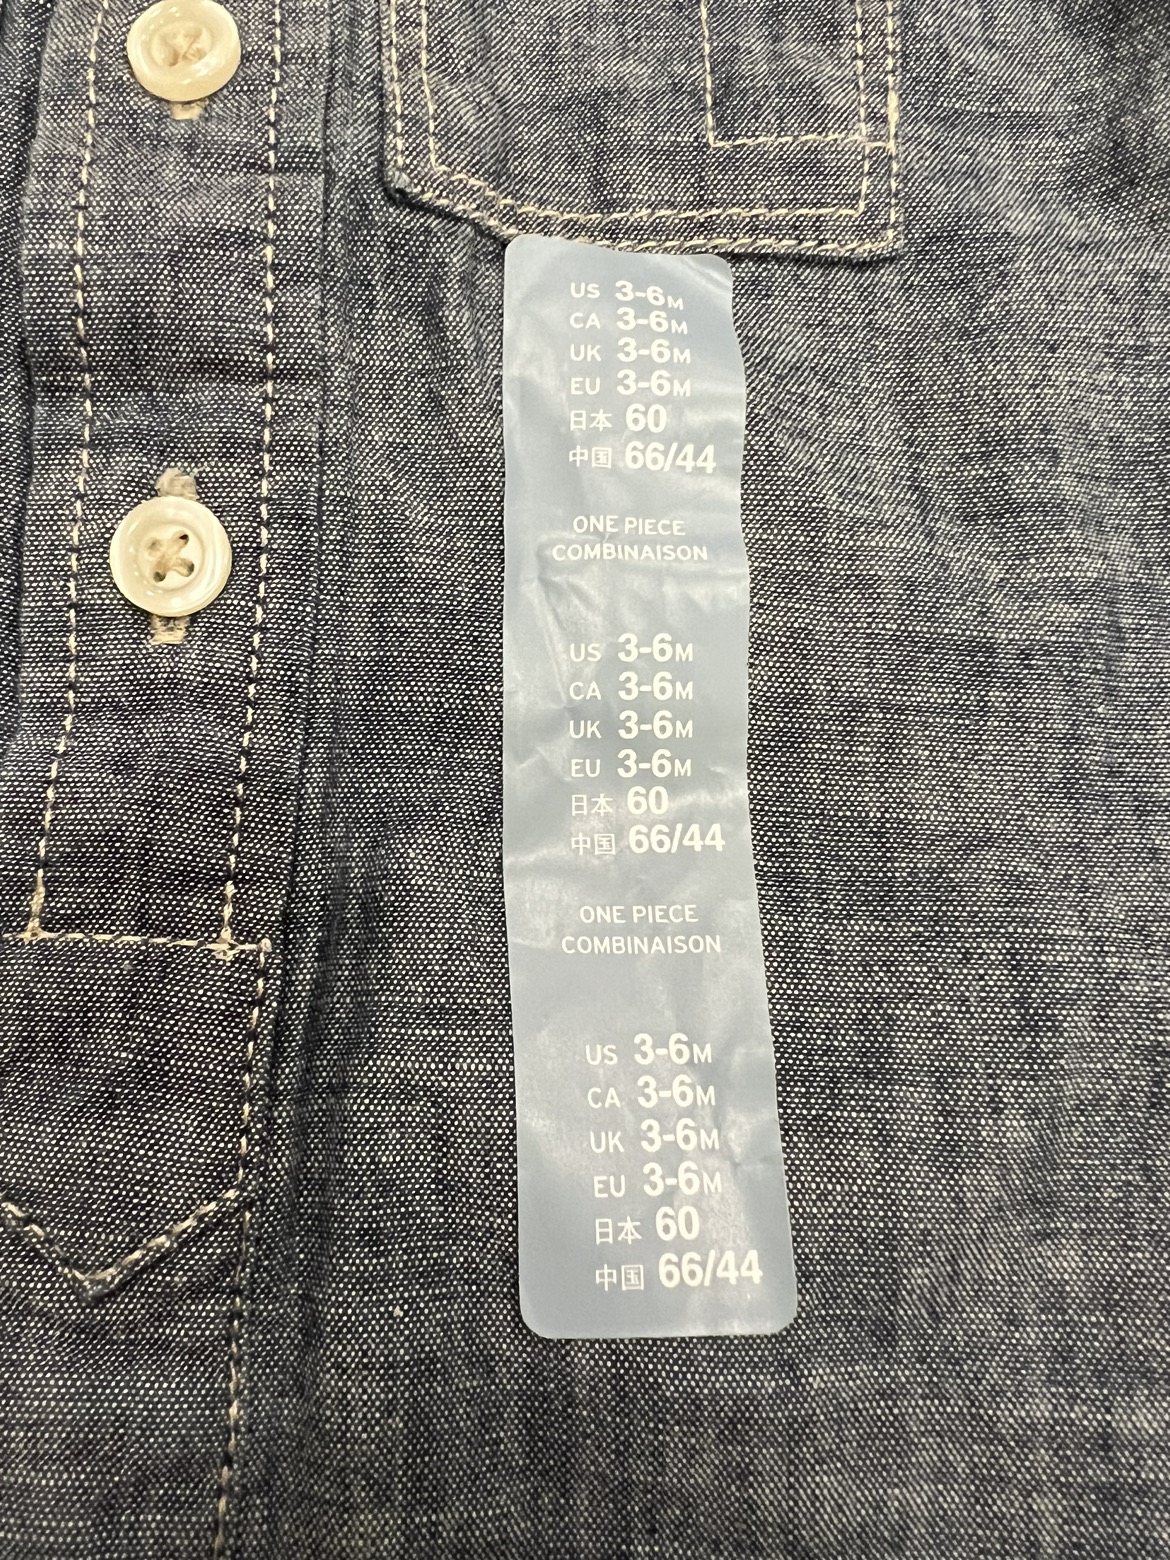 US 3-6M
CA 3-6M
UK 3-6M
EU 3-6M
日本 60
中国 66/44
ONE PIECE
COMBINAISON
US 3-6M
CA 3-6M
UK 3-6M
EU 3-6M
日本 60
中国 66/44
ONE PIECE
COMBINAISON
US 3-6M
CA 3-6M
UK 3-6M
EU 3-6M
日本 60
中国 66/44